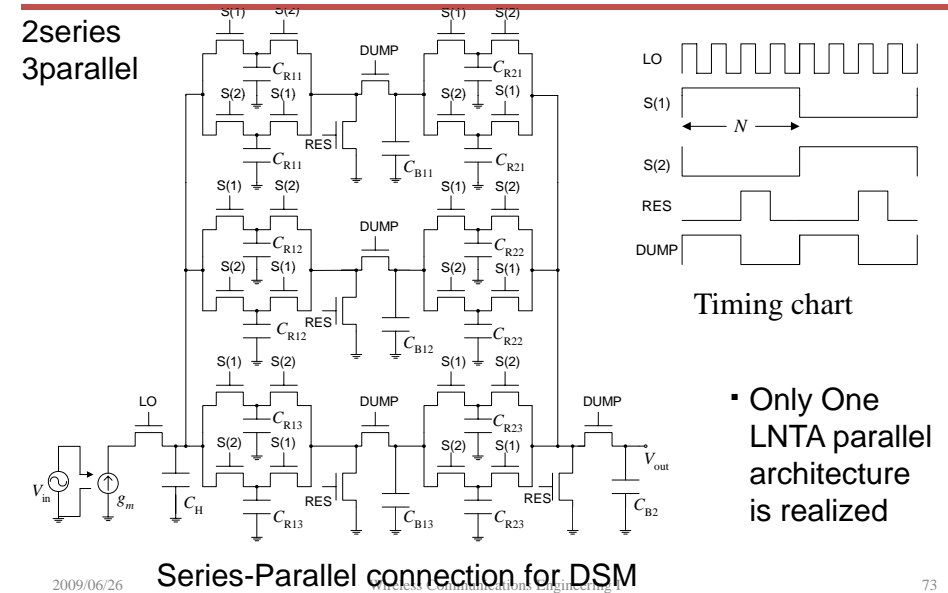 2series
3parallel
S(1) S(2) DUMP S(1) S(2)
C_R11 C_R21
S(2) S(1) S(2) S(1)
RES
C_R11 C_B11 C_R21
S(1) S(2) DUMP S(1) S(2)
C_R12 C_R22
S(2) S(1) S(2) S(1)
RES
C_R12 C_B12 C_R22
S(1) S(2) S(1) S(2)
LO DUMP DUMP
C_R13 C_R23
S(2) S(1) S(2) S(1)
V_in g_m C_H RES RES V_out
C_R13 C_B13 C_R23 C_B2
LO
S(1)
N
S(2)
RES
DUMP
Timing chart
▪ Only One
LNTA parallel
architecture
is realized
Series-Parallel connection for DSM
2009/06/26 Wireless Communications Engineering I 73